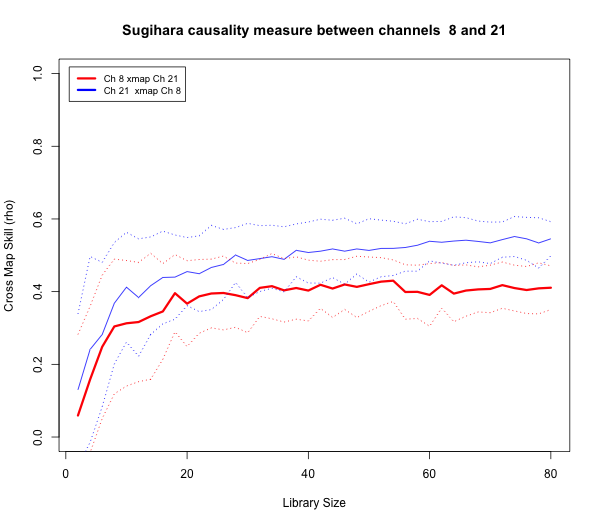 Sugihara causality measure between channels  8 and 21
Ch 8 xmap Ch 21
Ch 21  xmap Ch 8
Cross Map Skill (rho)
1.0
0.8
0.6
0.4
0.2
0.0
0 20 40 60 80
Library Size